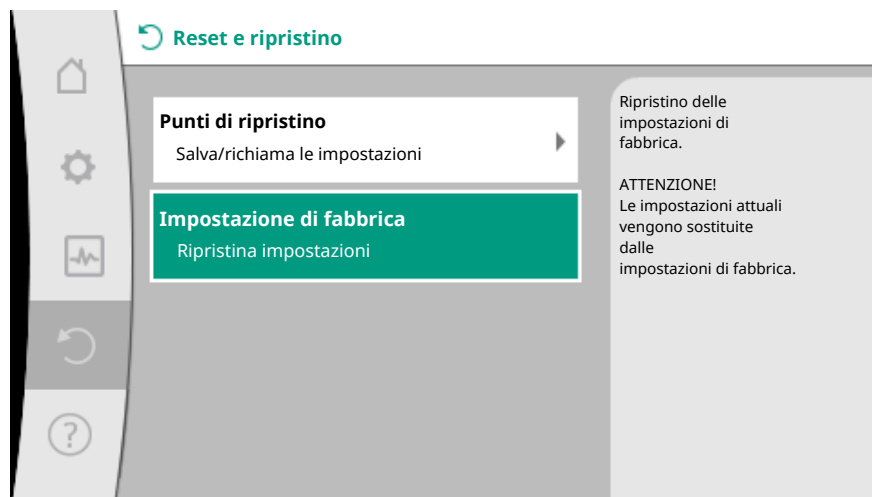 Reset e ripristino
Punti di ripristino
Salva/richiama le impostazioni
Impostazione di fabbrica
Ripristina impostazioni
Ripristino delle
impostazioni di
fabbrica.
ATTENZIONE!
Le impostazioni attuali
vengono sostituite
dalle
impostazioni di fabbrica.
?